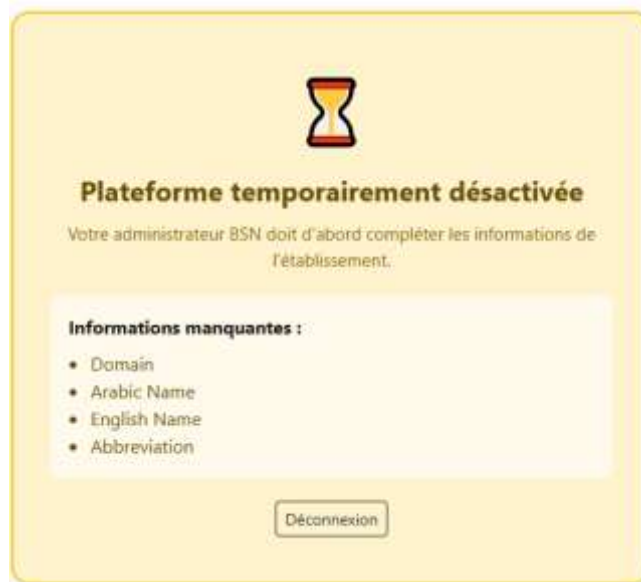 Plateforme temporairement désactivée
Votre administrateur BSN doit d'abord compléter les informations de
l'établissement.
Informations manquantes :
• Domain
• Arabic Name
• English Name
• Abbreviation
Déconnexion